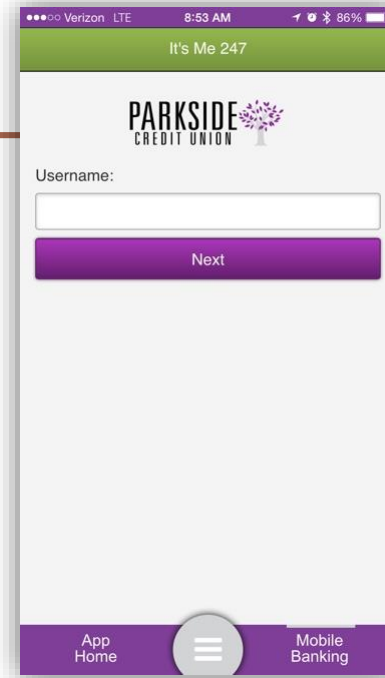 Verizon LTE 8:53 AM 86%
It's Me 247
PARKSIDE
CREDIT UNION
Username:
Next
App
Home
Mobile
Banking